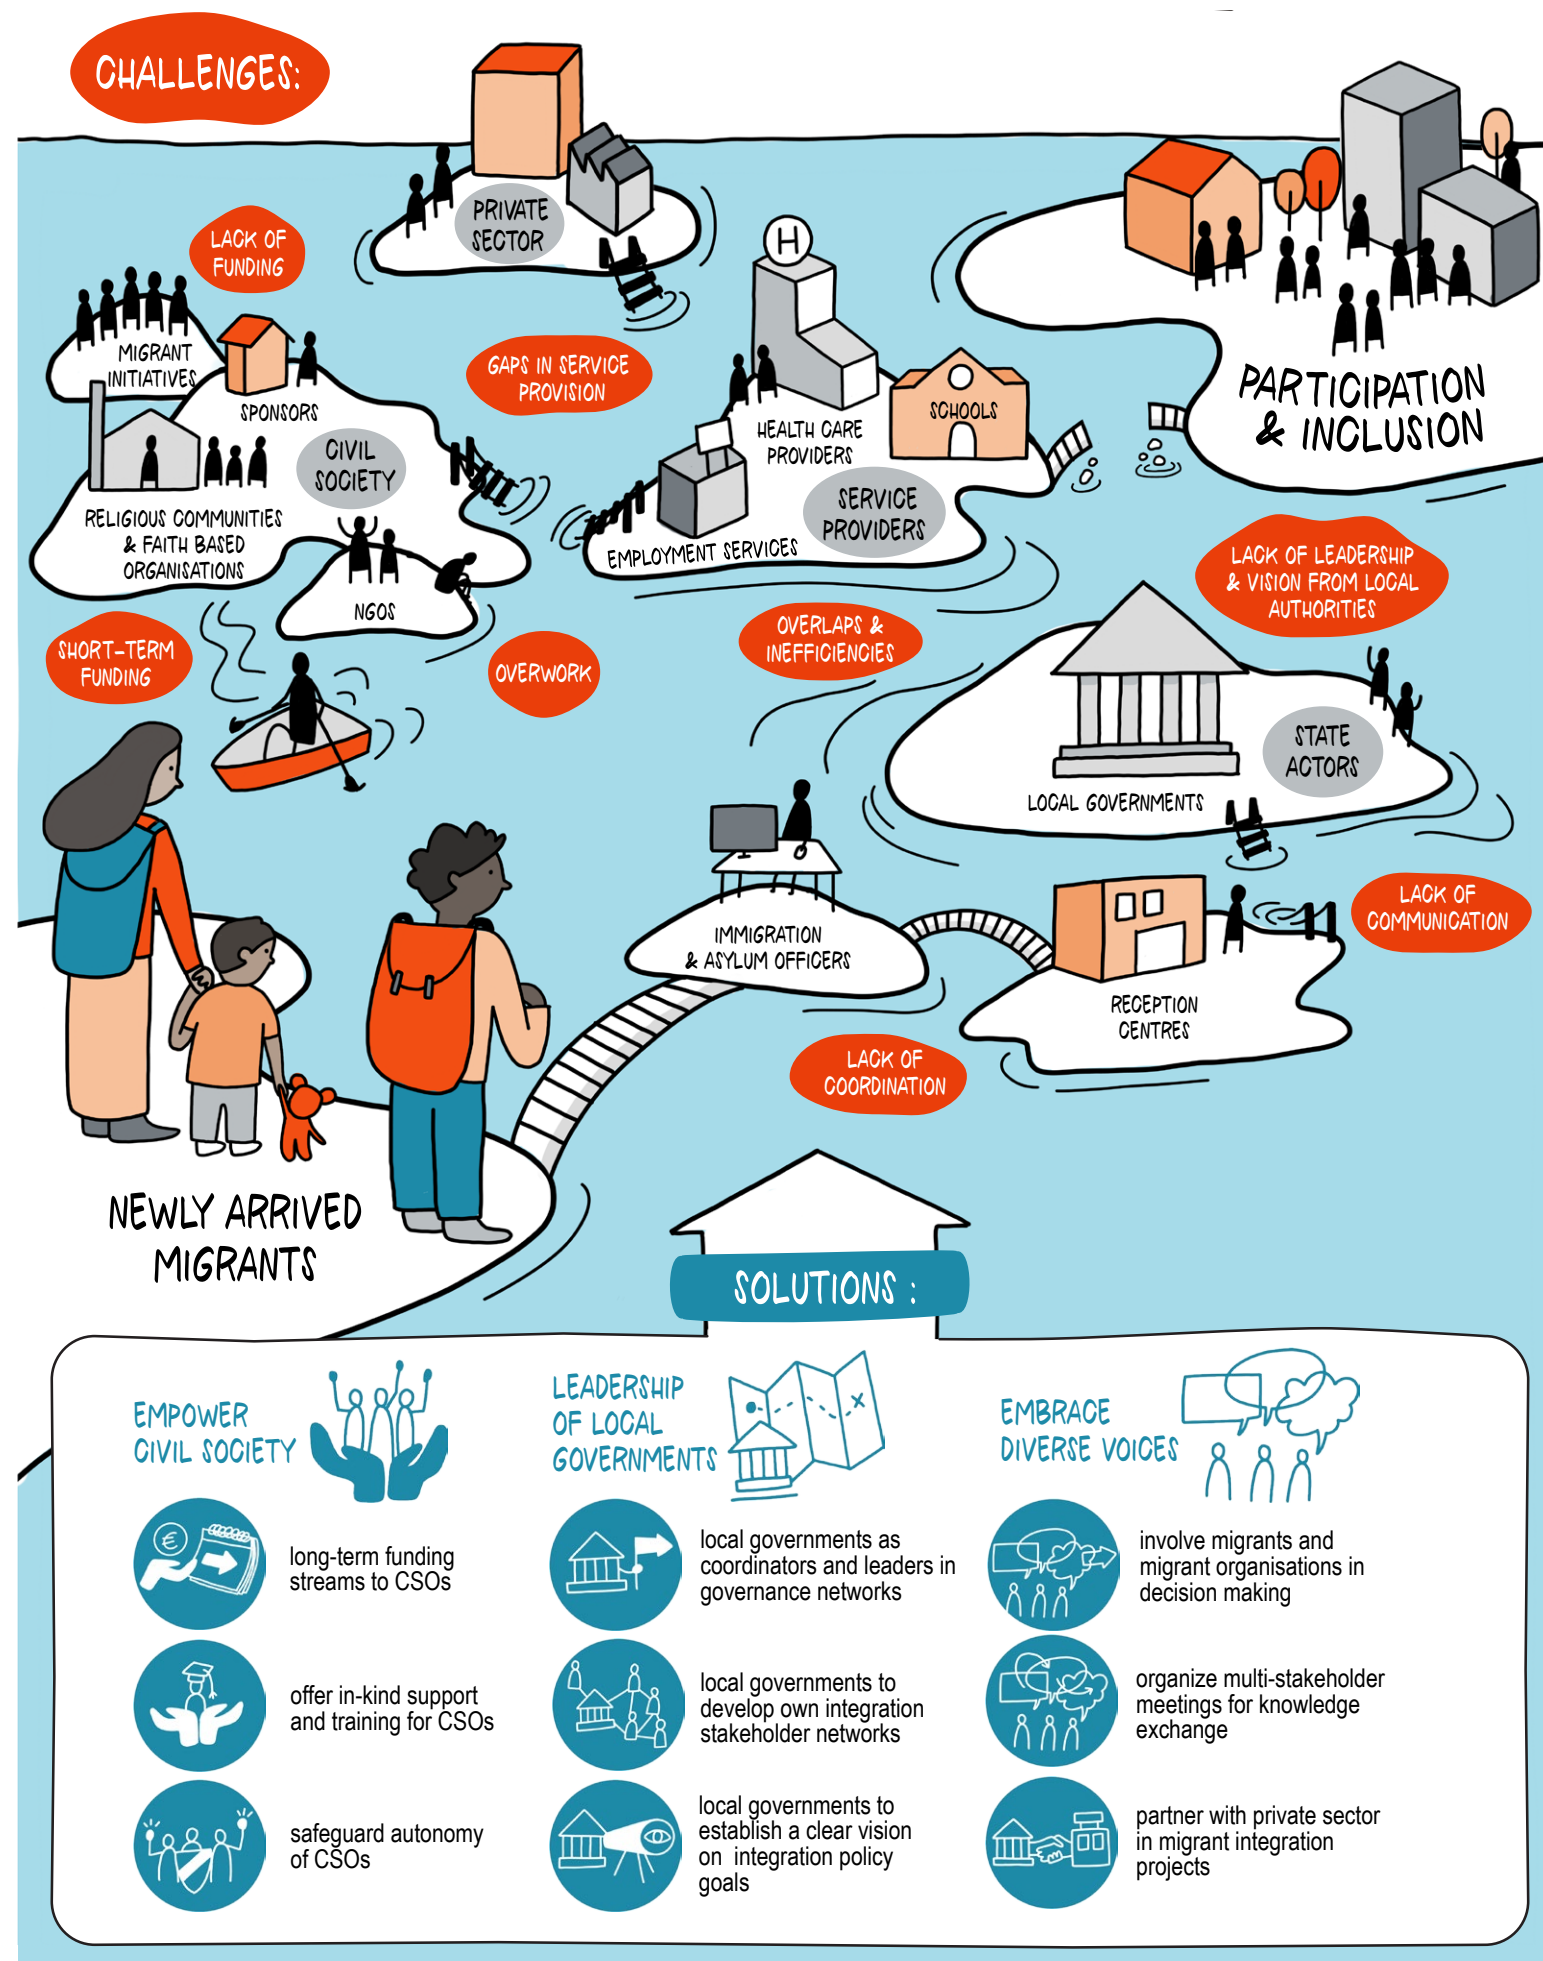 CHALLENGES:
PRIVATE
SECTOR
LACK OF
FUNDING
H
MIGRANT
INITIATIVES
SPONSORS
GAPS IN SERVICE
PROVISION
CIVIL
SOCIETY
HEALTH CARE
PROVIDERS
SCHOOLS
PARTICIPATION
& INCLUSION
RELIGIOUS COMMUNITIES
& FAITH BASED
ORGANISATIONS
SERVICE
PROVIDERS
EMPLOYMENT SERVICES
NGOS
LACK OF LEADERSHIP
& VISION FROM LOCAL
AUTHORITIES
SHORT-TERM
FUNDING
OVERWORK
OVERLAPS &
INEFFICIENCIES
STATE
ACTORS
LOCAL GOVERNMENTS
LACK OF
COMMUNICATION
IMMIGRATION
& ASYLUM OFFICERS
RECEPTION
CENTRES
LACK OF
COORDINATION
NEWLY ARRIVED
MIGRANTS
SOLUTIONS :
EMPOWER
CIVIL SOCIETY
€
long-term funding
streams to CSOs
offer in-kind support
and training for CSOs
safeguard autonomy
of CSOs
LEADERSHIP
OF LOCAL
GOVERNMENTS
local governments as
coordinators and leaders in
governance networks
local governments to
develop own integration
stakeholder networks
local governments to
establish a clear vision
on integration policy
goals
EMBRACE
DIVERSE VOICES
involve migrants and
migrant organisations in
decision making
organize multi-stakeholder
meetings for knowledge
exchange
partner with private sector
in migrant integration
projects